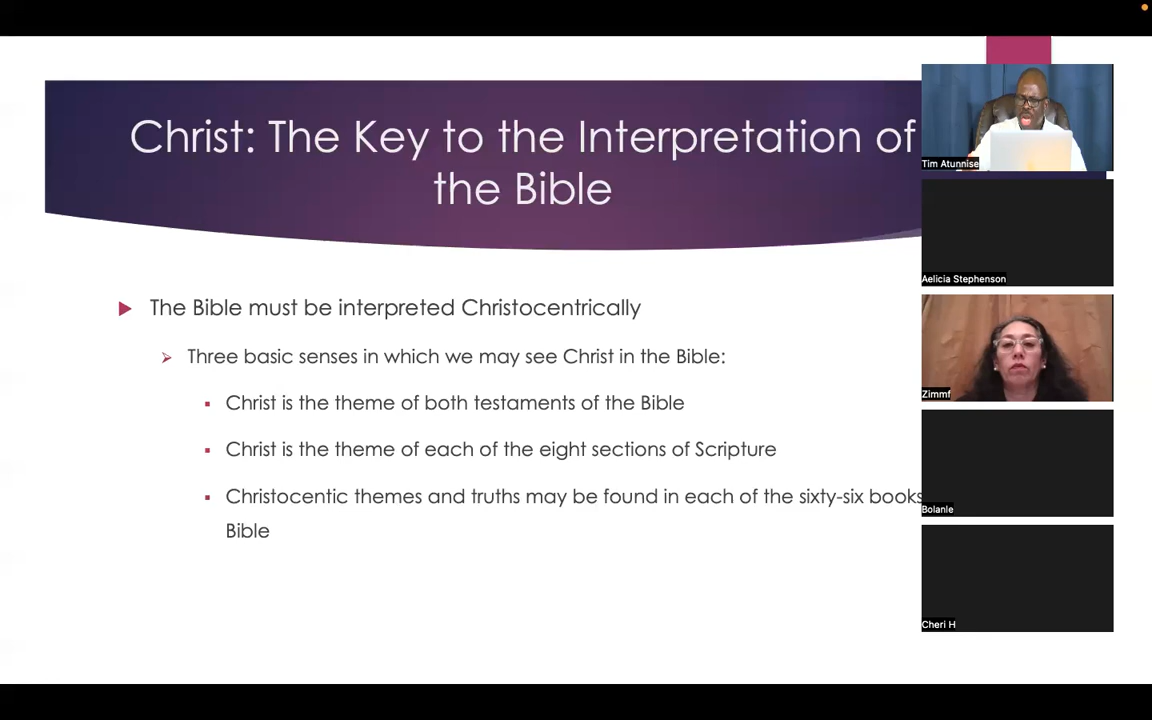 Christ: The Key to the Interpretation of
the Bible
The Bible must be interpreted Christocentrically
Three basic senses in which we may see Christ in the Bible:
Christ is the theme of both testaments of the Bible
Christ is the theme of each of the eight sections of Scripture
Christocentic themes and truths may be found in each of the sixty-six books
Bible
Tim Atunnise
Aelicia Stephenson
Zimmf
Bolanle
Cheri H